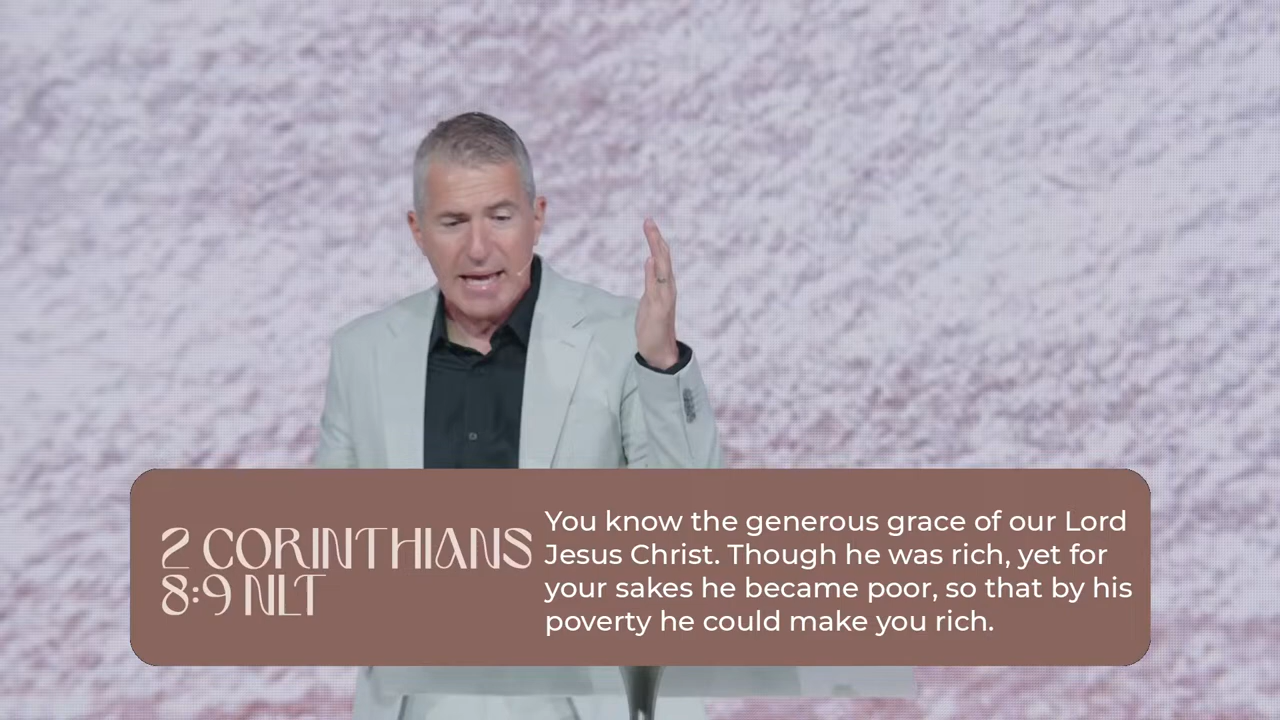 2 CORINTHIANS
8:9 NLT
You know the generous grace of our Lord
Jesus Christ. Though he was rich, yet for
your sakes he became poor, so that by his
poverty he could make you rich.